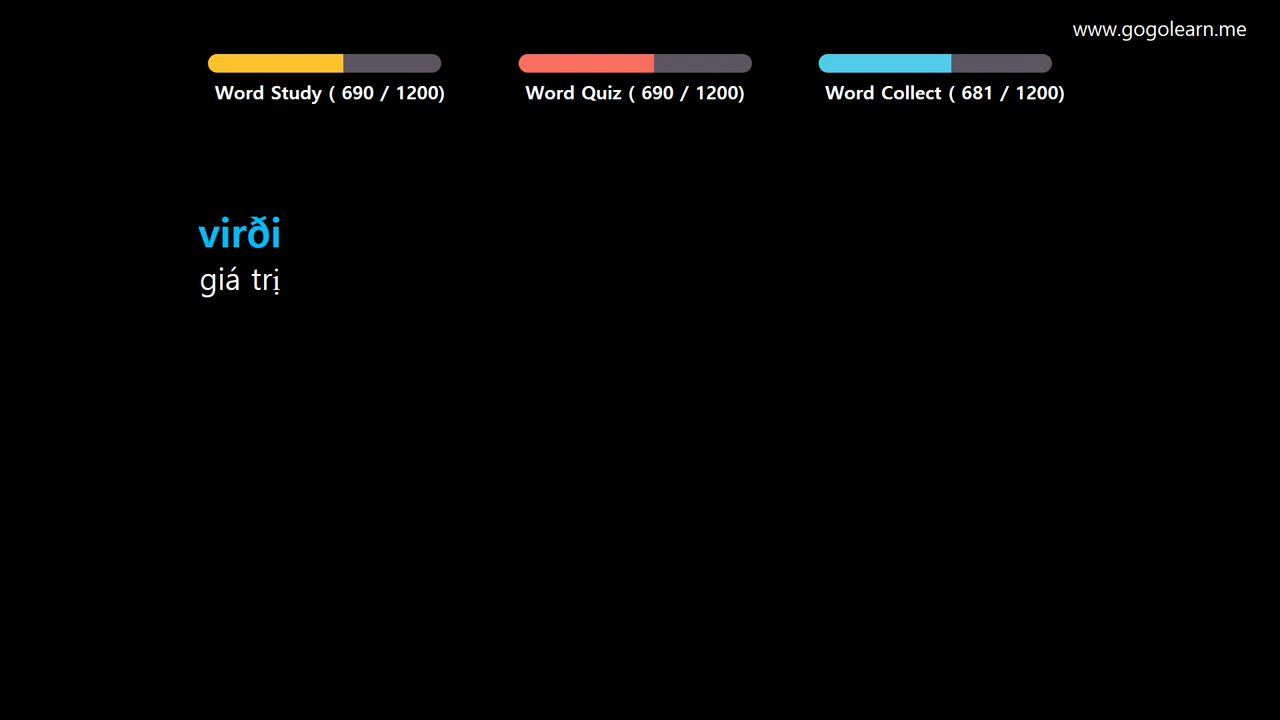 www.gogolearn.me
Word Study ( 690 / 1200)
Word Quiz ( 690 / 1200)
Word Collect ( 681 / 1200)
virði
giá trị